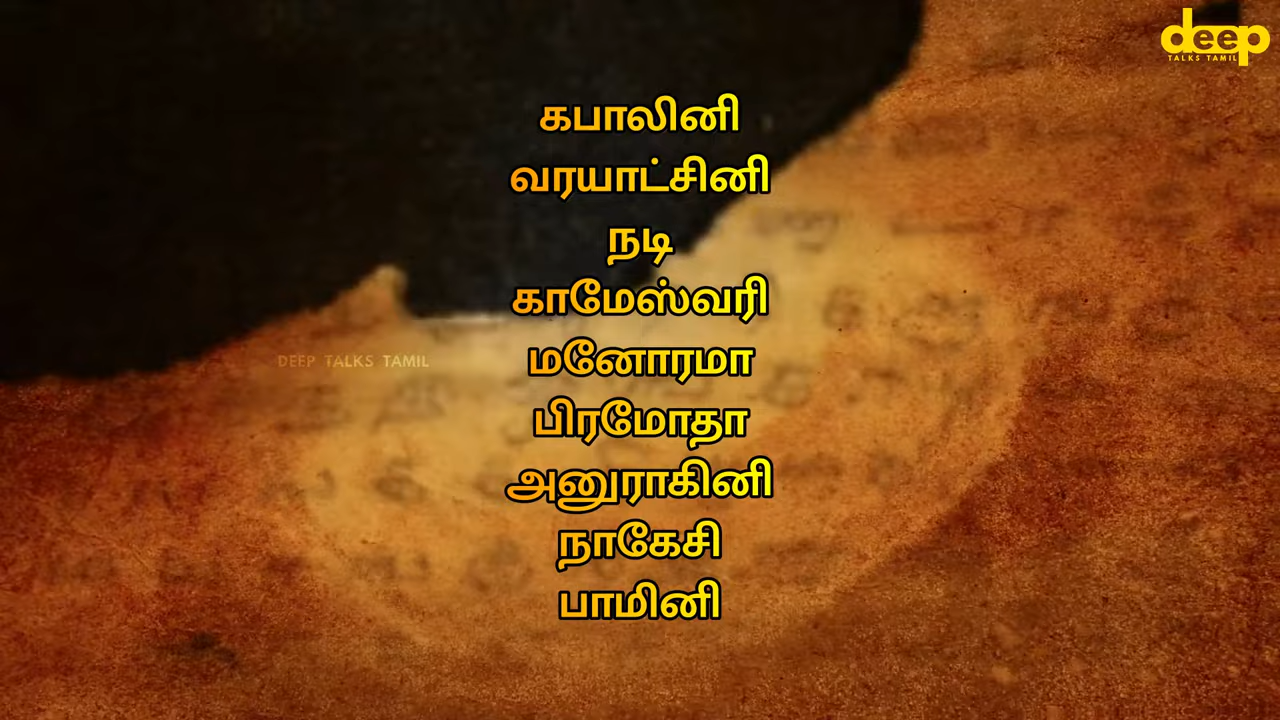 deep
TALKS TAMIL
கபாலினி
வரயாட்சினி
நடி
காமேஸ்வரி
மனோரமா
DEEP TALKS TAMIL
பிரமோதா
அனுராகினி
நாகேசி
பாமினி